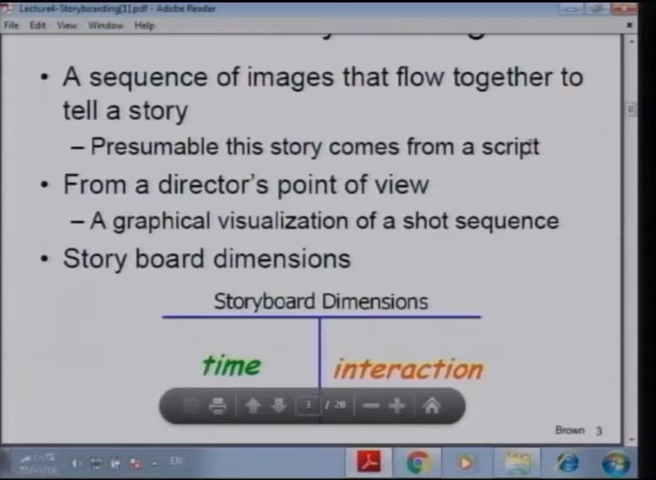 Lecture4-Storyboarding[1].pdf - Adobe Reader
File Edit View Window Help
• A sequence of images that flow together to
tell a story
– Presumable this story comes from a script
• From a director's point of view
– A graphical visualization of a shot sequence
• Story board dimensions
Storyboard Dimensions
time interaction
3 / 20
Brown 3
EN